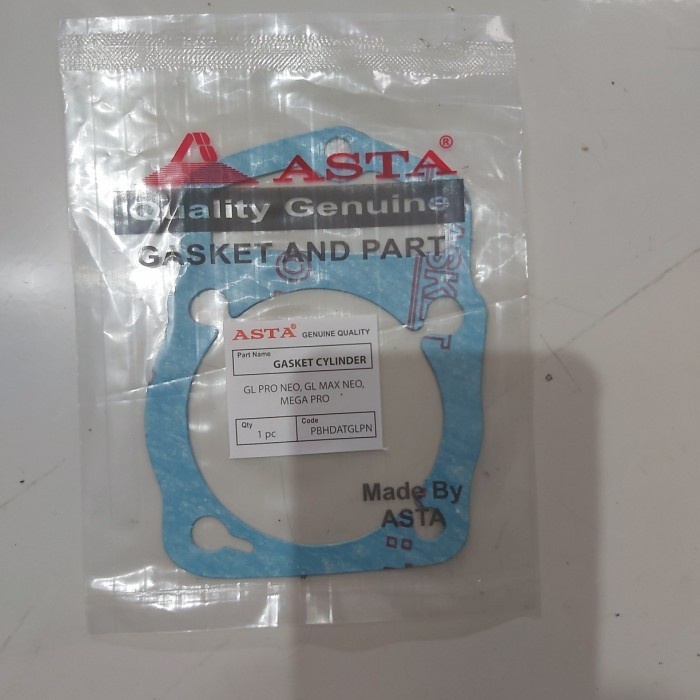 ASTA®
Quality Genuine
GASKET AND PART
ASTA® GENUINE QUALITY
Part Name
GASKET CYLINDER
GL PRO NEO, GL MAX NEO,
MEGA PRO
Qty
1 pc
Code
PBHDATGLPN
Made By
ASTA